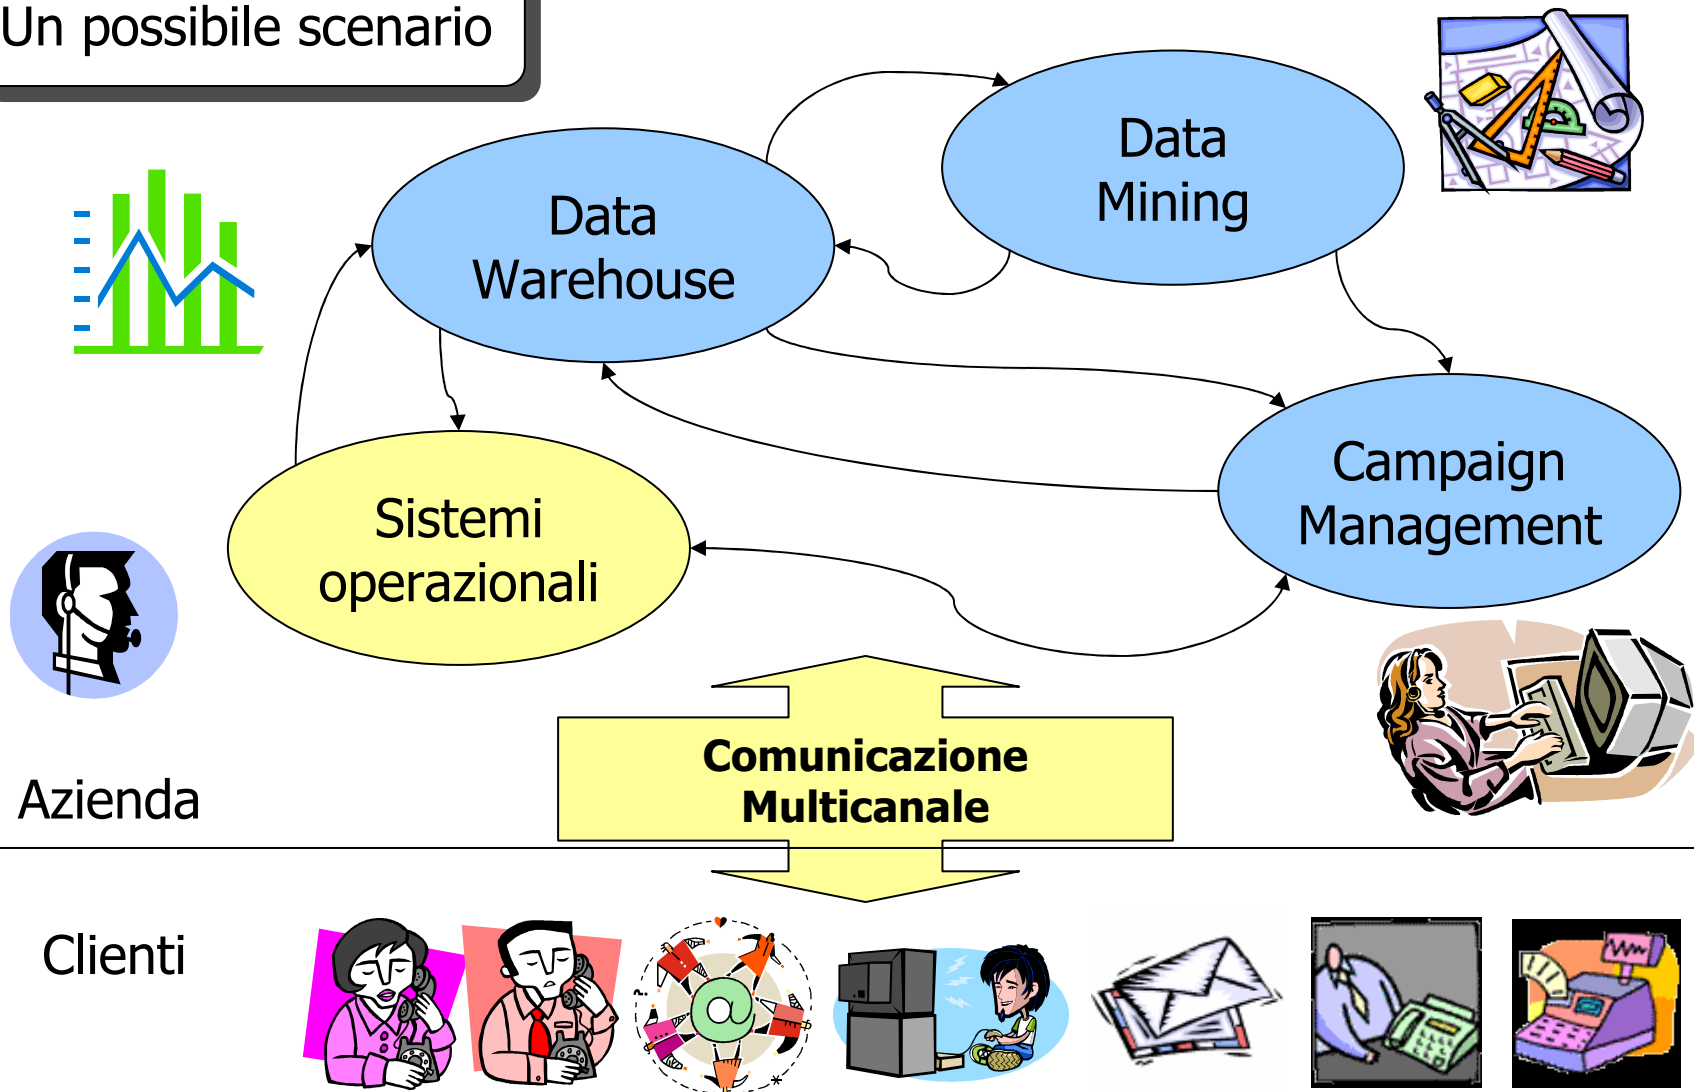 Un possibile scenario
Data
Mining
Data
Warehouse
Campaign
Management
Sistemi
operazionali
Comunicazione
Multicanale
Azienda
Clienti
@